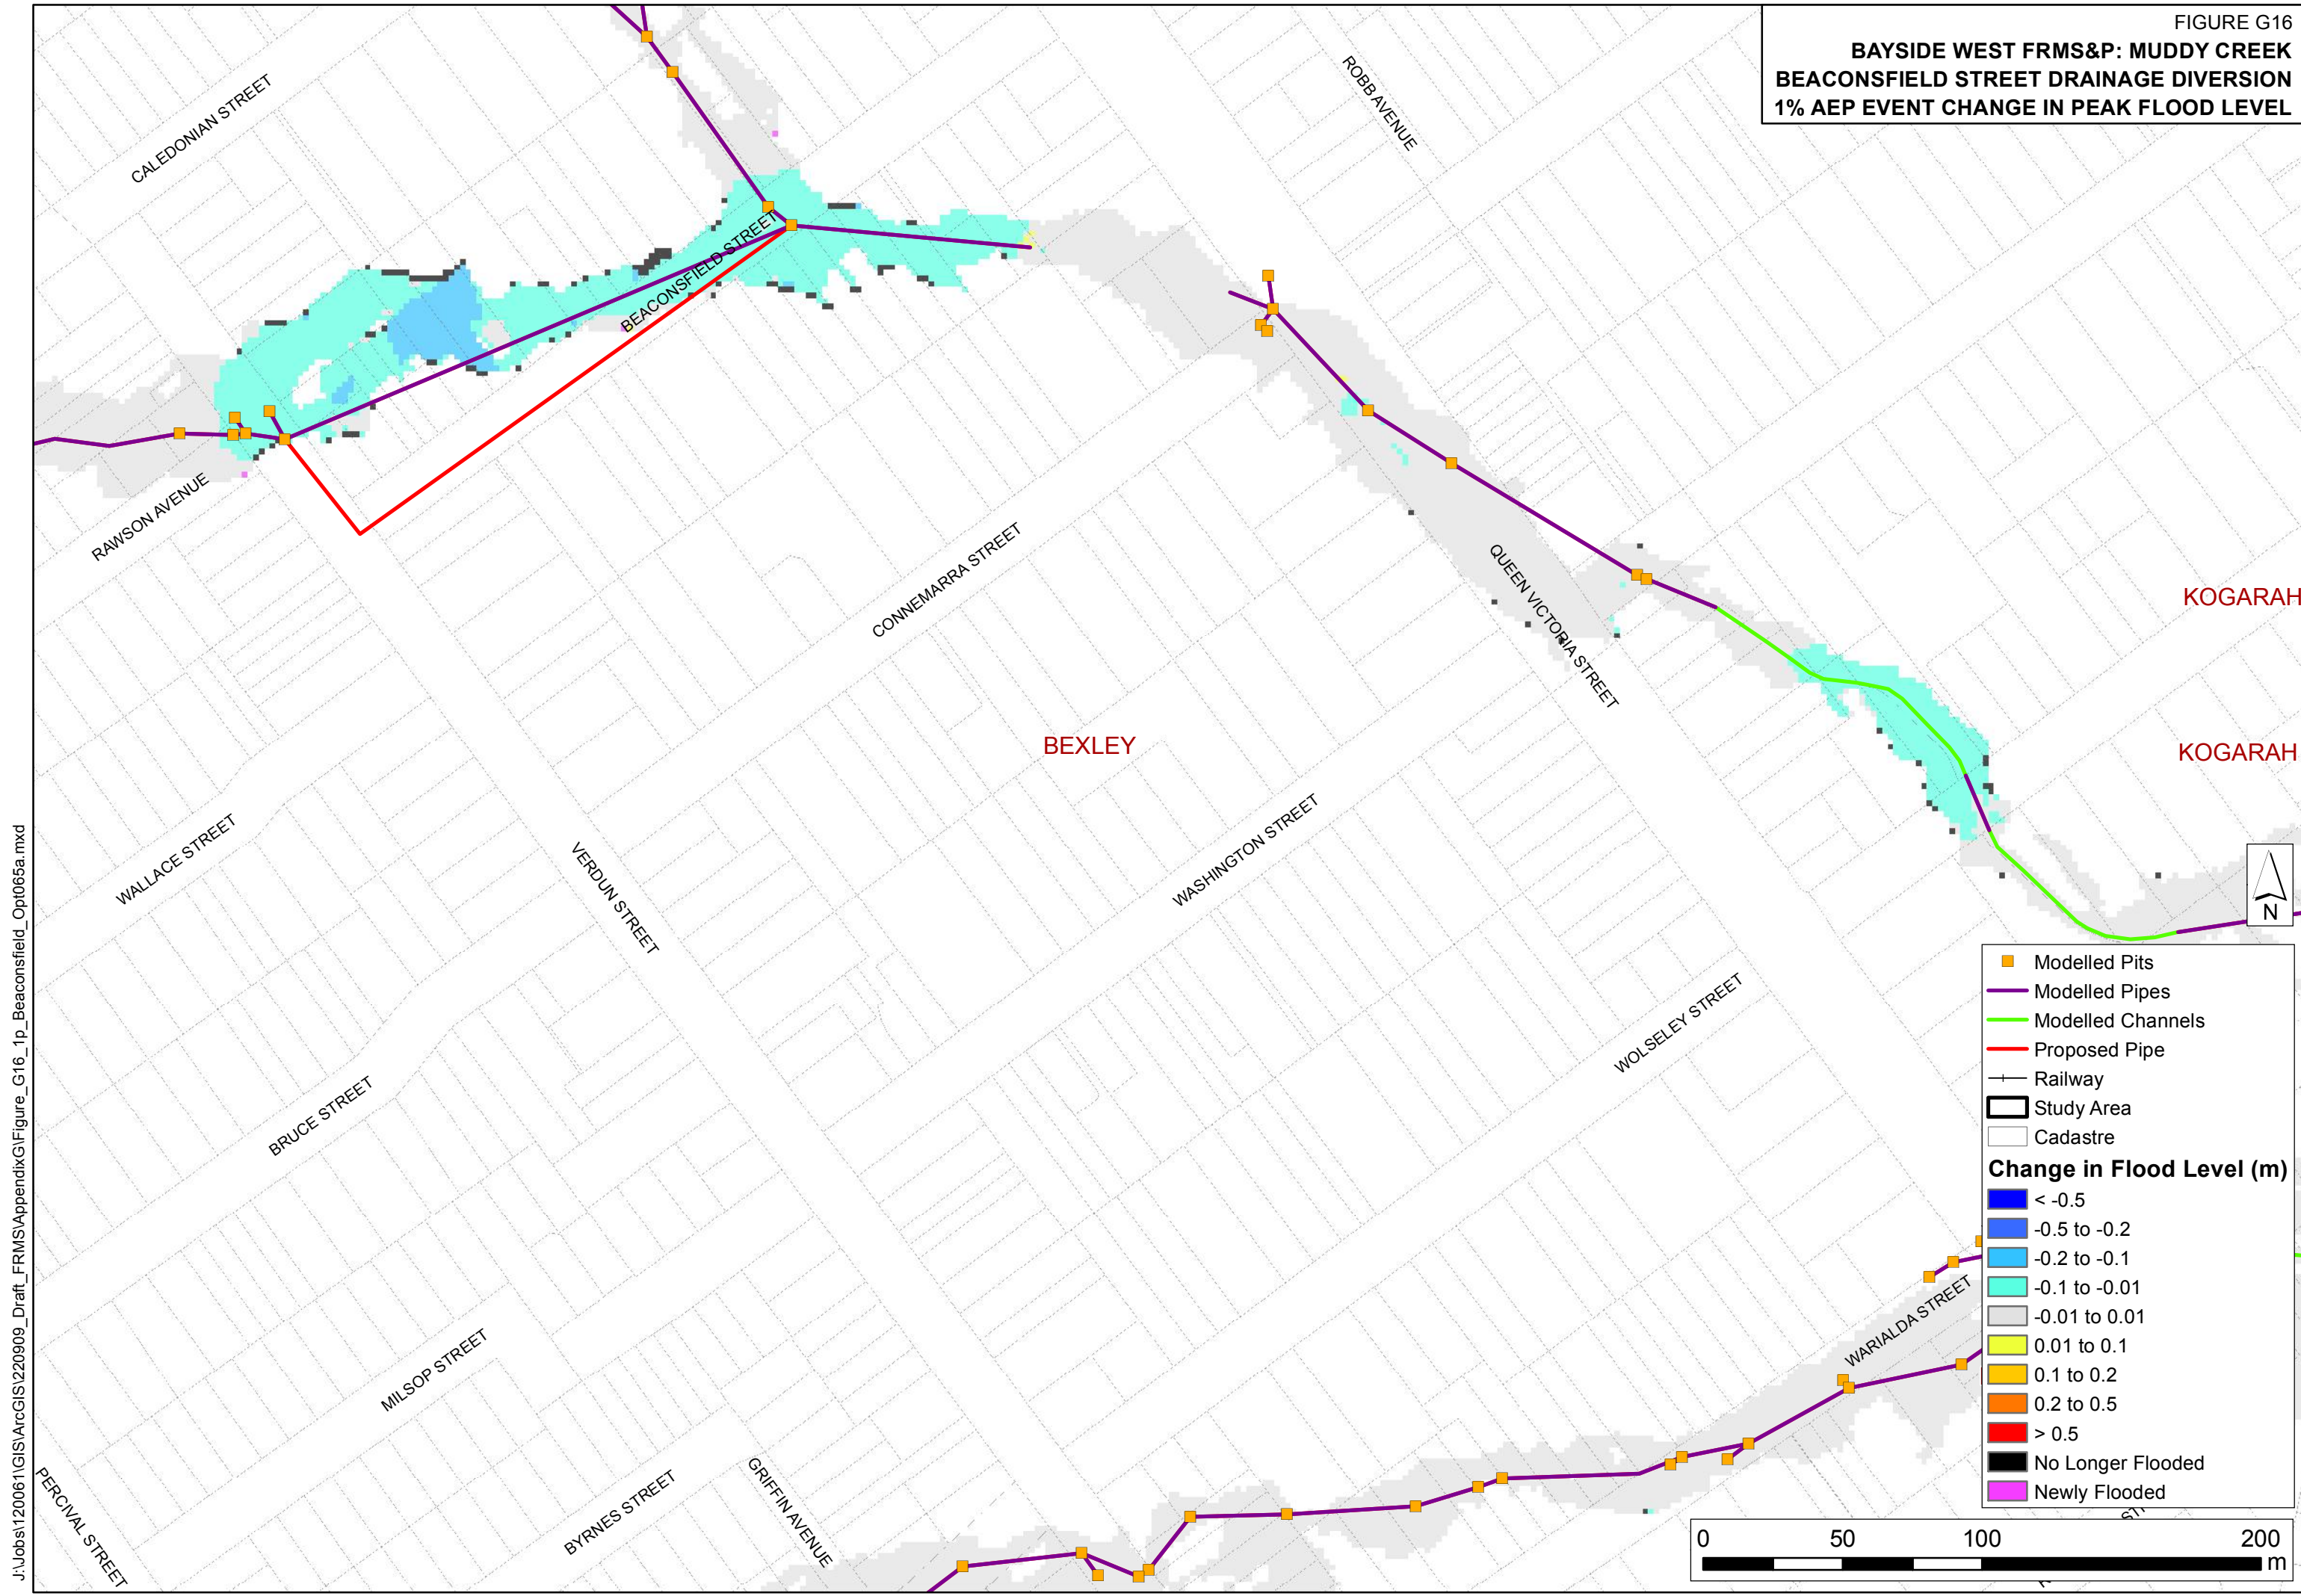 FIGURE G16
BAYSIDE WEST FRMS&P: MUDDY CREEK
BEACONSFIELD STREET DRAINAGE DIVERSION
1% AEP EVENT CHANGE IN PEAK FLOOD LEVEL
CALEDONIAN STREET
ROBB AVENUE
BEACONSFIELD STREET
RAWSON AVENUE
CONNEMARRA STREET
QUEEN VICTORIA STREET
KOGARAH
BEXLEY
KOGARAH
WALLACE STREET
VERDUN STREET
WASHINGTON STREET
WOLSELEY STREET
BRUCE STREET
MILSOP STREET
WARIALDA STREET
PERCIVAL STREET
BYRNES STREET
GRIFFIN AVENUE
J:\Jobs\120061\GIS\ArcGIS\220909_Draft_FRMS\AppendixG\Figure_G16_1p_Beaconsfield_Opt065a.mxd
N
Modelled Pits
Modelled Pipes
Modelled Channels
Proposed Pipe
Railway
Study Area
Cadastre
Change in Flood Level (m)
< -0.5
-0.5 to -0.2
-0.2 to -0.1
-0.1 to -0.01
-0.01 to 0.01
0.01 to 0.1
0.1 to 0.2
0.2 to 0.5
> 0.5
No Longer Flooded
Newly Flooded
0 50 100 200
m